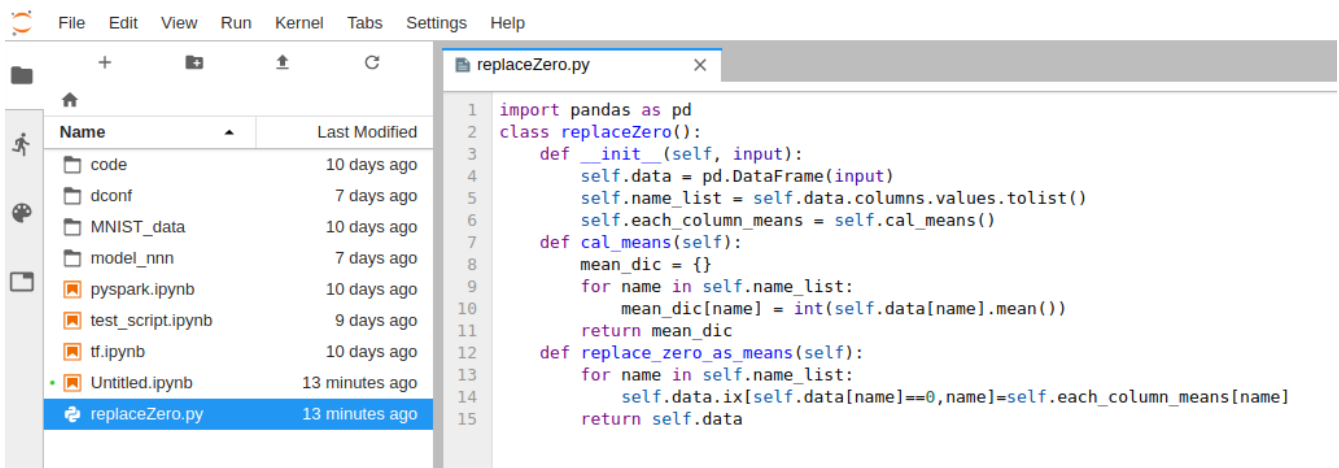 File Edit View Run Kernel Tabs Settings Help
Name Last Modified
code 10 days ago
dconf 7 days ago
MNIST_data 10 days ago
model_nnn 7 days ago
pyspark.ipynb 10 days ago
test_script.ipynb 9 days ago
tf.ipynb 10 days ago
Untitled.ipynb 13 minutes ago
replaceZero.py 13 minutes ago
replaceZero.py
1 import pandas as pd
2 class replaceZero():
3     def __init__(self, input):
4         self.data = pd.DataFrame(input)
5         self.name_list = self.data.columns.values.tolist()
6         self.each_column_means = self.cal_means()
7     def cal_means(self):
8         mean_dic = {}
9         for name in self.name_list:
10             mean_dic[name] = int(self.data[name].mean())
11         return mean_dic
12     def replace_zero_as_means(self):
13         for name in self.name_list:
14             self.data.ix[self.data[name]==0,name]=self.each_column_means[name]
15         return self.data